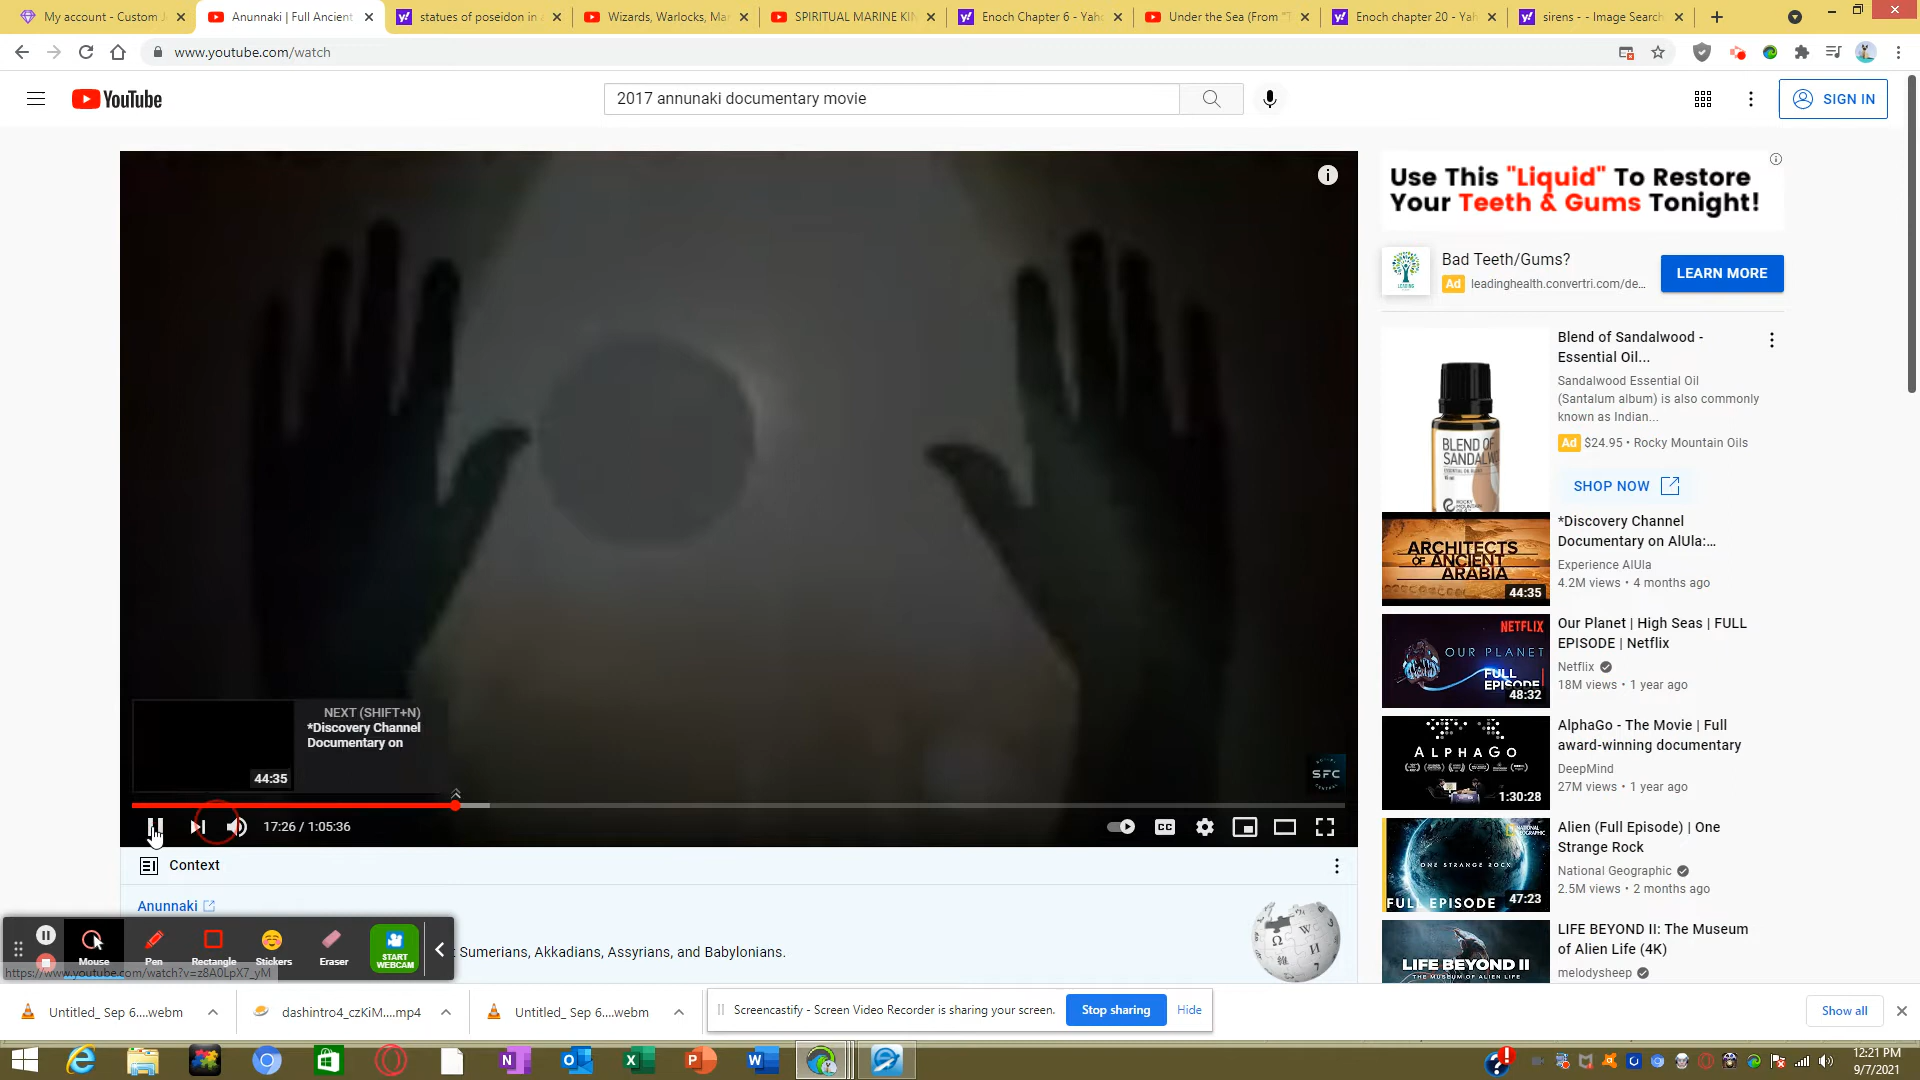 My account - Custom J
Anunnaki | Full Ancient
statues of poseidon in a
Wizards, Warlocks, Mar
SPIRITUAL MARINE KIN
Enoch Chapter 6 - Yaho
Under the Sea (From "T
Enoch chapter 20 - Yah
sirens - - Image Search
www.youtube.com/watch
YouTube
2017 annunaki documentary movie
SIGN IN
Use This "Liquid" To Restore
Your Teeth & Gums Tonight!
Bad Teeth/Gums?
Ad leadinghealth.convertri.com/de...
LEARN MORE
Blend of Sandalwood -
Essential Oil...
Sandalwood Essential Oil
(Santalum album) is also commonly
known as Indian...
Ad $24.95 • Rocky Mountain Oils
SHOP NOW
BLEND OF
ROCKY
*Discovery Channel
Documentary on AlUla:...
Experience AlUla
4.2M views • 4 months ago
ARCHITECTS
OF ANCIENT
ARABIA
44:35
Our Planet | High Seas | FULL
EPISODE | Netflix
Netflix
18M views • 1 year ago
NETFLIX
OUR PLANET
FULL
EPISODE
48:32
AlphaGo - The Movie | Full
award-winning documentary
DeepMind
27M views • 1 year ago
ALPHAGO
1:30:28
Alien (Full Episode) | One
Strange Rock
National Geographic
2.5M views • 2 months ago
ONE STRANGE ROCK
FULL EPISODE
47:23
LIFE BEYOND II: The Museum
of Alien Life (4K)
melodysheep
LIFE BEYOND II
THE MUSEUM OF ALIEN LIFE
NEXT (SHIFT+N)
*Discovery Channel
Documentary on
44:35
SFC
17:26 / 1:05:36
CC
Context
Anunnaki
Sumerians, Akkadians, Assyrians, and Babylonians.
Mouse
Pen
Rectangle
Stickers
Eraser
START
WEBCAM
https://www.youtube.com/watch?v=z8A0LpX7_yM
Untitled_ Sep 6....webm
dashintro4_czKiM....mp4
Untitled_ Sep 6....webm
Screencastify - Screen Video Recorder is sharing your screen.
Stop sharing
Hide
Show all
12:21 PM
9/7/2021